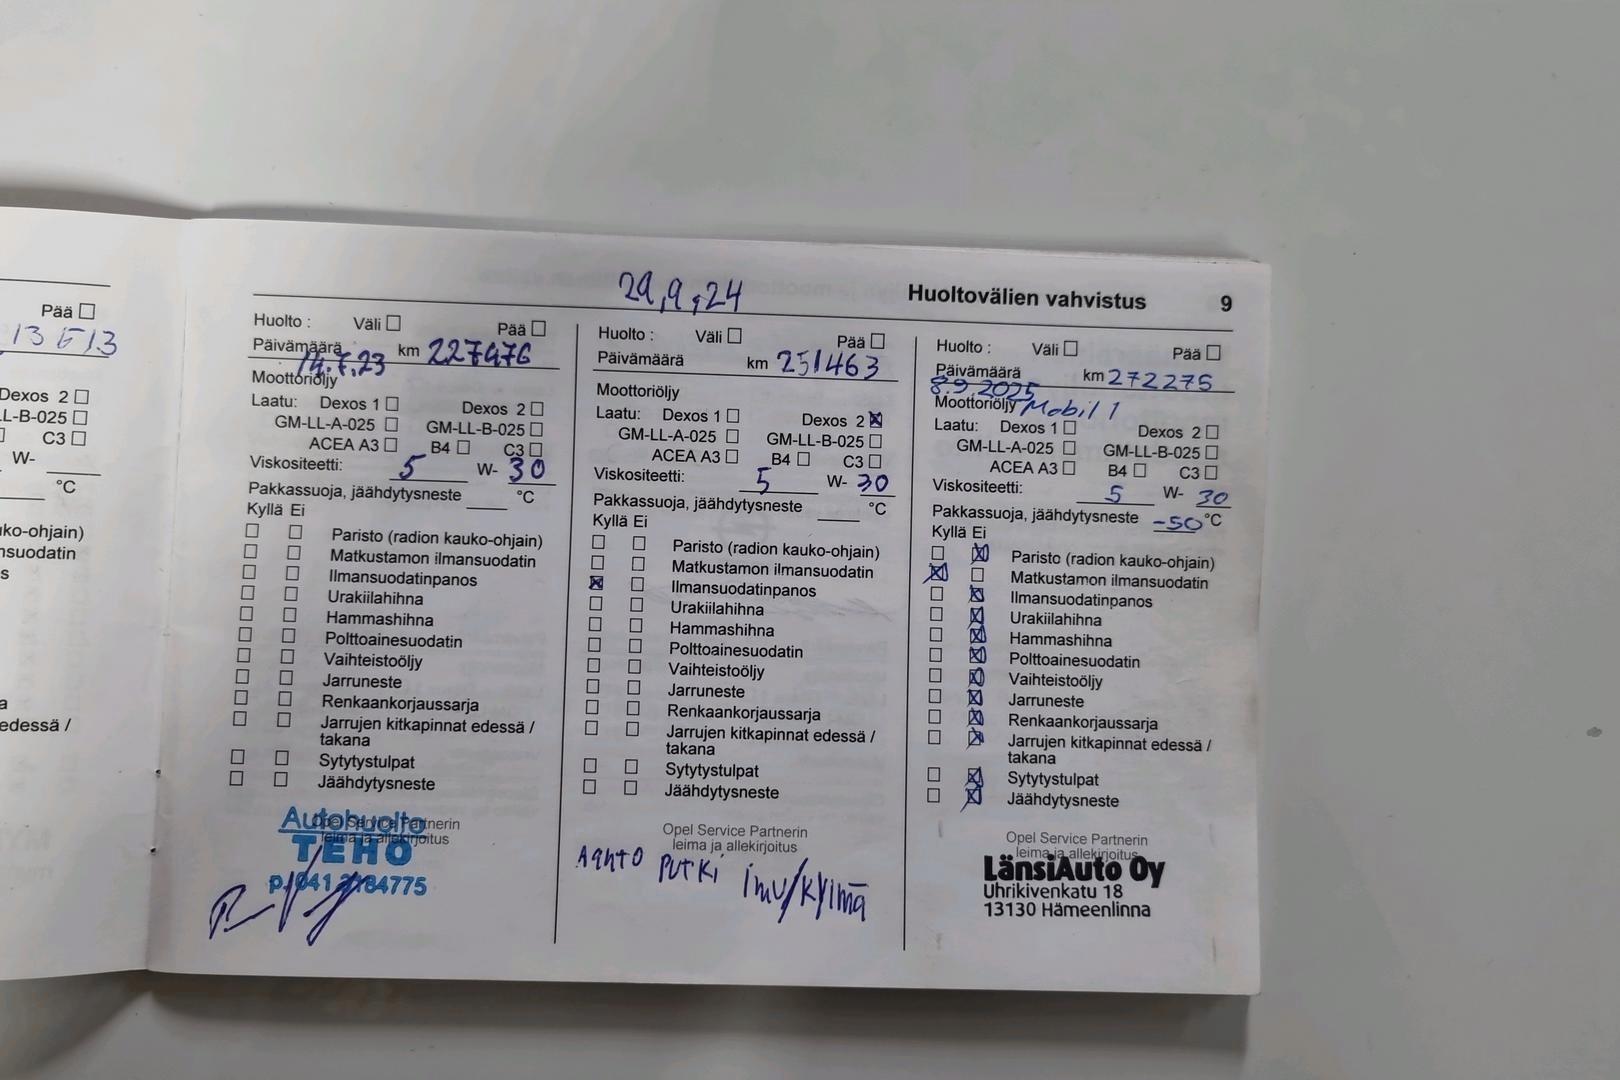 Pää ☐
13 513
Dexos 2 ☐
LL-B-025 ☐
C3 ☐
W-
°C
uko-ohjain)
nsuodatin
s
a
edessä /
29,9,24
Huoltovälien vahvistus 9
Huolto : Väli ☐ Pää ☐
Päivämäärä 14.7.23 km 227476
Moottoriöljy
Laatu: Dexos 1 ☐ Dexos 2 ☐
GM-LL-A-025 ☐ GM-LL-B-025 ☐
ACEA A3 ☐ B4 ☐ C3 ☐
Viskositeetti: 5 W- 30
Pakkassuoja, jäähdytysneste °C
Kyllä Ei
☐ ☐ Paristo (radion kauko-ohjain)
☐ ☐ Matkustamon ilmansuodatin
☐ ☐ Ilmansuodatinpanos
☐ ☐ Urakiilahihna
☐ ☐ Hammashihna
☐ ☐ Polttoainesuodatin
☐ ☐ Vaihteistoöljy
☐ ☐ Jarruneste
☐ ☐ Renkaankorjaussarja
☐ ☐ Jarrujen kitkapinnat edessä /
takana
☐ ☐ Sytytystulpat
☐ ☐ Jäähdytysneste
Opel Service Partnerin
leima ja allekirjoitus
Autohuolto
TEHO
p. 041 3184775
Huolto : Väli ☐ Pää ☐
Päivämäärä km 251463
Moottoriöljy
Laatu: Dexos 1 ☐ Dexos 2 ☒
GM-LL-A-025 ☐ GM-LL-B-025 ☐
ACEA A3 ☐ B4 ☐ C3 ☐
Viskositeetti: 5 W- 30
Pakkassuoja, jäähdytysneste °C
Kyllä Ei
☐ ☐ Paristo (radion kauko-ohjain)
☐ ☐ Matkustamon ilmansuodatin
☒ ☐ Ilmansuodatinpanos
☐ ☐ Urakiilahihna
☐ ☐ Hammashihna
☐ ☐ Polttoainesuodatin
☐ ☐ Vaihteistoöljy
☐ ☐ Jarruneste
☐ ☐ Renkaankorjaussarja
☐ ☐ Jarrujen kitkapinnat edessä /
takana
☐ ☐ Sytytystulpat
☐ ☐ Jäähdytysneste
Opel Service Partnerin
leima ja allekirjoitus
PUTKI imu/kylmä
Huolto : Väli ☐ Pää ☐
Päivämäärä 8.9.2025 km 272275
Moottoriöljy Mobil 1
Laatu: Dexos 1 ☐ Dexos 2 ☐
GM-LL-A-025 ☐ GM-LL-B-025 ☐
ACEA A3 ☐ B4 ☐ C3 ☐
Viskositeetti: 5 W- 30
Pakkassuoja, jäähdytysneste -50 °C
Kyllä Ei
☐ ☒ Paristo (radion kauko-ohjain)
☒ ☐ Matkustamon ilmansuodatin
☐ ☒ Ilmansuodatinpanos
☐ ☒ Urakiilahihna
☐ ☒ Hammashihna
☐ ☒ Polttoainesuodatin
☐ ☒ Vaihteistoöljy
☐ ☒ Jarruneste
☐ ☒ Renkaankorjaussarja
☐ ☒ Jarrujen kitkapinnat edessä /
takana
☐ ☒ Sytytystulpat
☐ ☒ Jäähdytysneste
Opel Service Partnerin
leima ja allekirjoitus
LänsiAuto Oy
Uhrikivenkatu 18
13130 Hämeenlinna